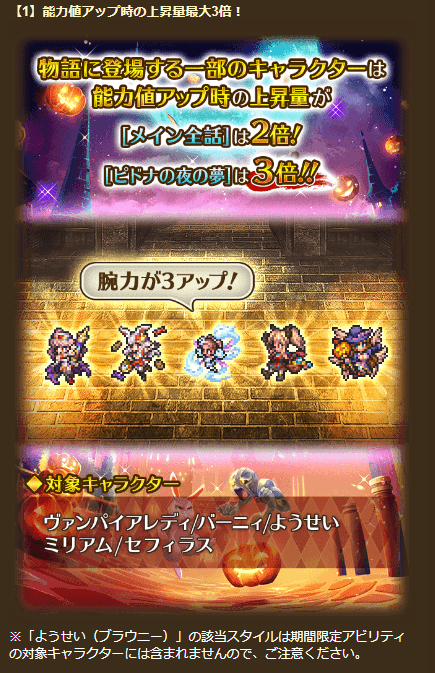 【1】能力値アップ時の上昇量最大3倍！
物語に登場する一部のキャラクターは
能力値アップ時の上昇量が
[メイン全話]は2倍!
[ピドナの夜の夢]は3倍!!
腕力が3アップ!
◆対象キャラクター
ヴァンパイアレディ/バーニィ/ようせい
ミリアム/セフィラス
※「ようせい（ブラウニー）」の該当スタイルは期間限定アビリティ
の対象キャラクターには含まれませんので、ご注意ください。